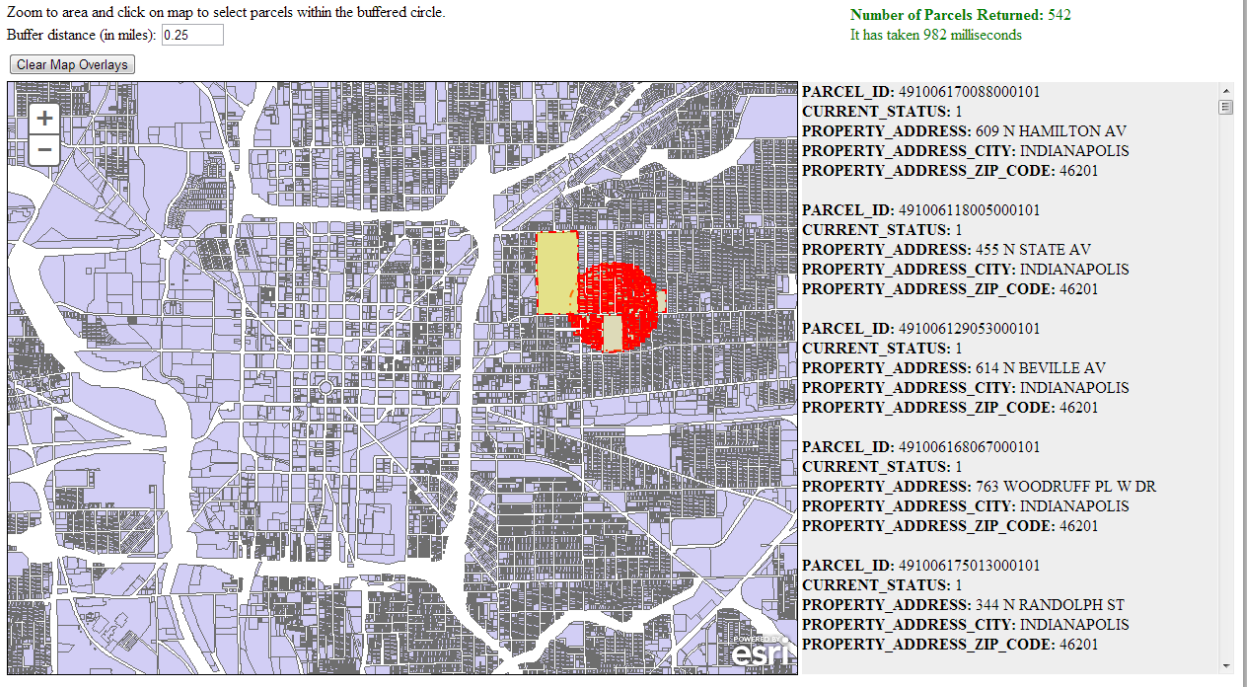 Zoom to area and click on map to select parcels within the buffered circle.
Buffer distance (in miles): 0.25
Clear Map Overlays
Number of Parcels Returned: 542
It has taken 982 milliseconds
+
−
POWERED BY
esri
PARCEL_ID: 491006170088000101
CURRENT_STATUS: 1
PROPERTY_ADDRESS: 609 N HAMILTON AV
PROPERTY_ADDRESS_CITY: INDIANAPOLIS
PROPERTY_ADDRESS_ZIP_CODE: 46201
PARCEL_ID: 491006118005000101
CURRENT_STATUS: 1
PROPERTY_ADDRESS: 455 N STATE AV
PROPERTY_ADDRESS_CITY: INDIANAPOLIS
PROPERTY_ADDRESS_ZIP_CODE: 46201
PARCEL_ID: 491006129053000101
CURRENT_STATUS: 1
PROPERTY_ADDRESS: 614 N BEVILLE AV
PROPERTY_ADDRESS_CITY: INDIANAPOLIS
PROPERTY_ADDRESS_ZIP_CODE: 46201
PARCEL_ID: 491006168067000101
CURRENT_STATUS: 1
PROPERTY_ADDRESS: 763 WOODRUFF PL W DR
PROPERTY_ADDRESS_CITY: INDIANAPOLIS
PROPERTY_ADDRESS_ZIP_CODE: 46201
PARCEL_ID: 491006175013000101
CURRENT_STATUS: 1
PROPERTY_ADDRESS: 344 N RANDOLPH ST
PROPERTY_ADDRESS_CITY: INDIANAPOLIS
PROPERTY_ADDRESS_ZIP_CODE: 46201